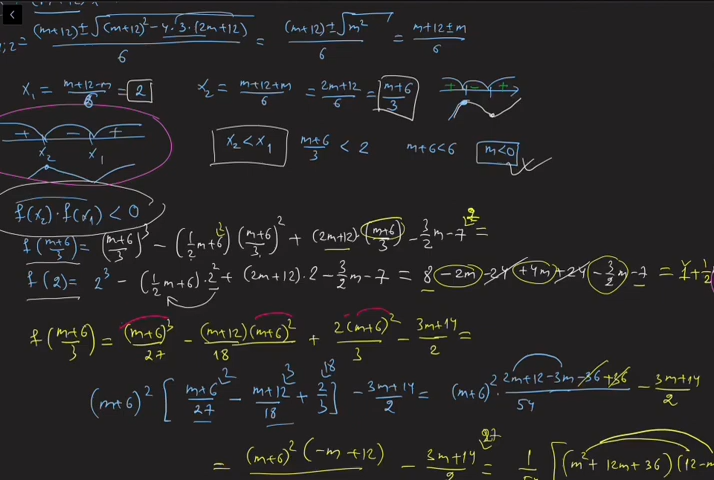 ;2 = (m+12) ± √(m+12)² − 4·3·(2m+12) / 6 = (m+12) ± √m² / 6 = m+12 ± m / 6
x₁ = m+12−m / 6 = 2 x₂ = m+12+m / 6 = 2m+12 / 6 = m+6 / 3 + − +
+ − + x₂ < x₁ m+6 / 3 < 2 m+6 < 6 m<0
x₂ x₁
f(x₂) · f(x₁) < 0
f(m+6 / 3) = (m+6 / 3)³ − (1/2 m+6)(m+6 / 3)² + (2m+12) · (m+6 / 3) − 3/2 m − 7 =
f(2) = 2³ − (1/2 m+6) · 2² + (2m+12) · 2 − 3/2 m − 7 = 8 − 2m − 24 + 4m + 24 − 3/2 m − 7 = 1 + 1/2
f(m+6 / 3) = (m+6)³ / 27 − (m+12)(m+6)² / 18 + 2(m+6)² / 3 − 3m+14 / 2 =
(m+6)² [ m+6 / 27 − m+12 / 18 + 2/3 ] − 3m+14 / 2 = (m+6)² · 2m+12−3m−36+36 / 54 − 3m+14 / 2
= (m+6)² (−m+12) − 3m+14 27 = 1 [(m²+12m+36)(12−m